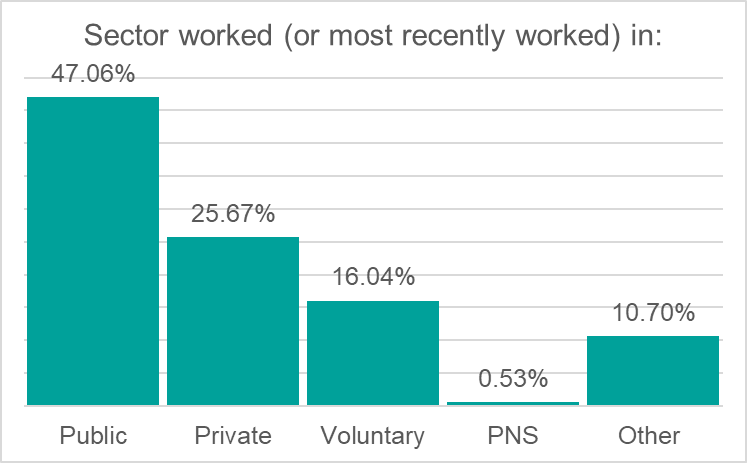 Sector worked (or most recently worked) in:
47.06%
25.67%
16.04%
0.53%
10.70%
Public
Private
Voluntary
PNS
Other